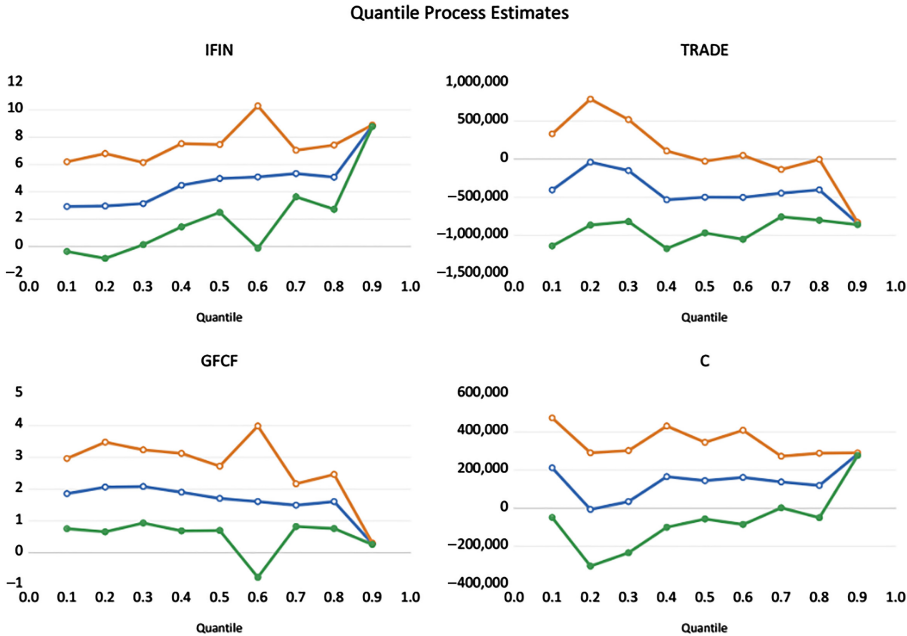 Quantile Process Estimates
IFIN
12
10
8
6
4
2
0
–2
0.0 0.1 0.2 0.3 0.4 0.5 0.6 0.7 0.8 0.9 1.0
Quantile
TRADE
1,000,000
500,000
0
–500,000
–1,000,000
–1,500,000
0.0 0.1 0.2 0.3 0.4 0.5 0.6 0.7 0.8 0.9 1.0
Quantile
GFCF
5
4
3
2
1
0
–1
0.0 0.1 0.2 0.3 0.4 0.5 0.6 0.7 0.8 0.9 1.0
Quantile
C
600,000
400,000
200,000
0
–200,000
–400,000
0.0 0.1 0.2 0.3 0.4 0.5 0.6 0.7 0.8 0.9 1.0
Quantile